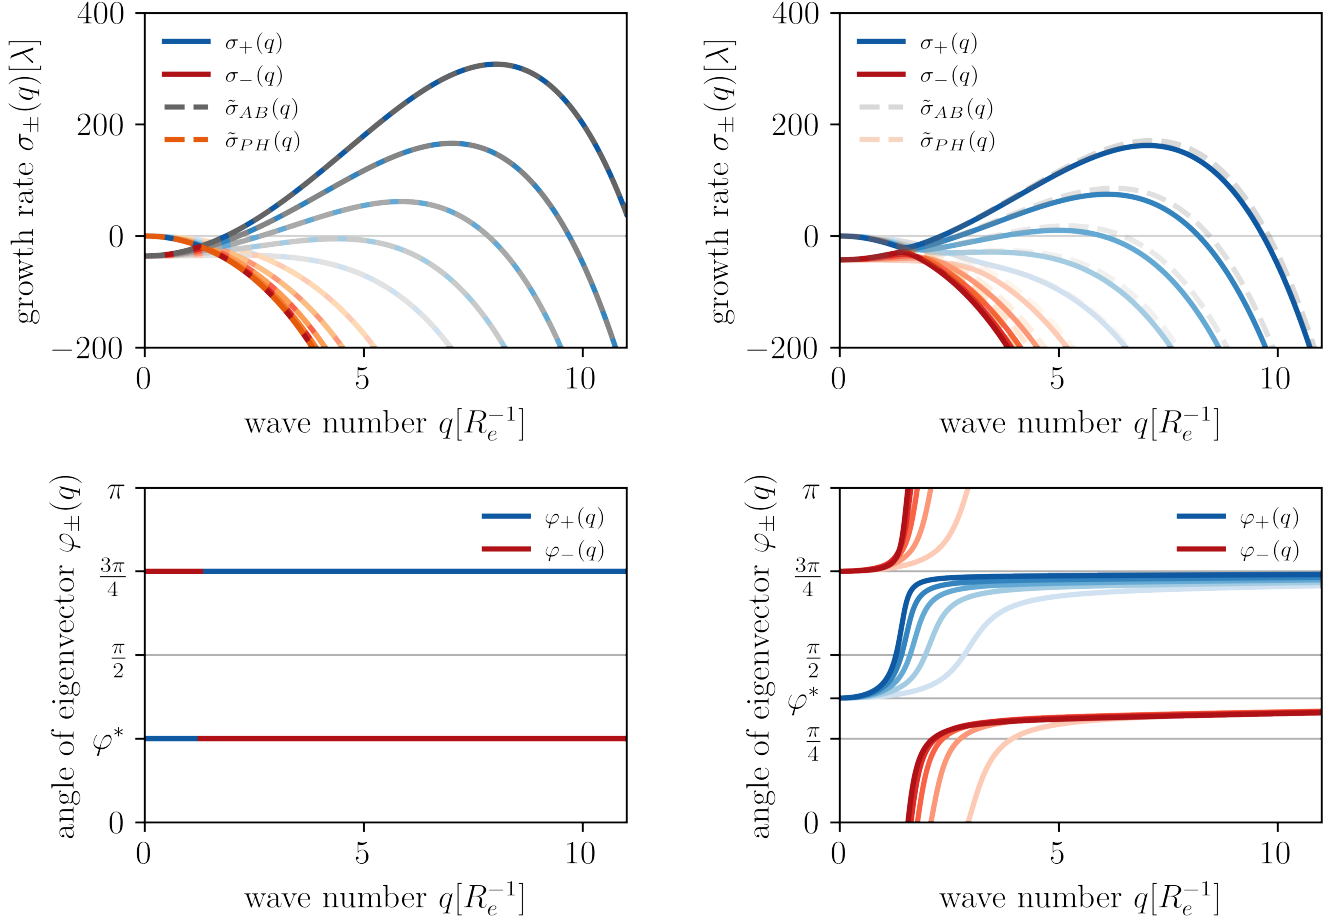 400
200
0
−200
growth rate σ±(q)[λ]
σ+(q)
σ−(q)
σ̃AB(q)
σ̃PH(q)
0
5
10
wave number q[Re⁻¹]
400
200
0
−200
growth rate σ±(q)[λ]
σ+(q)
σ−(q)
σ̃AB(q)
σ̃PH(q)
0
5
10
wave number q[Re⁻¹]
π
3π/4
π/2
φ*
0
angle of eigenvector φ±(q)
φ+(q)
φ−(q)
0
5
10
wave number q[Re⁻¹]
π
3π/4
π/2
φ*
π/4
0
angle of eigenvector φ±(q)
φ+(q)
φ−(q)
0
5
10
wave number q[Re⁻¹]